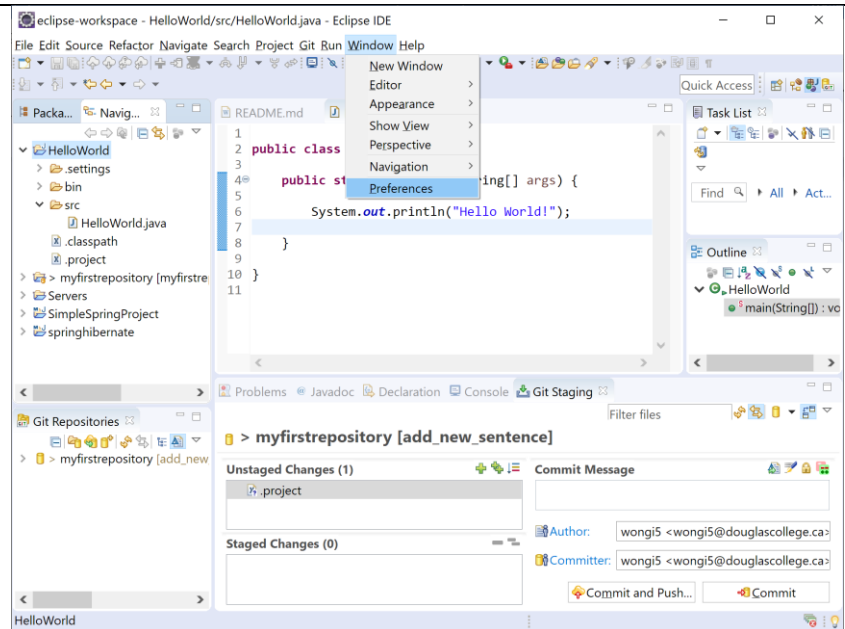 eclipse-workspace - HelloWorld/src/HelloWorld.java - Eclipse IDE
File Edit Source Refactor Navigate Search Project Git Run Window Help
New Window
Editor
Appearance
Show View
Perspective
Navigation
Preferences
Quick Access
Packa... Navig...
HelloWorld
.settings
bin
src
HelloWorld.java
.classpath
.project
> myfirstrepository [myfirstre
Servers
SimpleSpringProject
springhibernate
README.md
1
2 public class
3
4 public st ing[] args) {
5
6 System.out.println("Hello World!");
7
8 }
9
10 }
11
Task List
Find All Act...
Outline
HelloWorld
main(String[]) : vo
Git Repositories
> myfirstrepository [add_new
Problems Javadoc Declaration Console Git Staging
Filter files
> myfirstrepository [add_new_sentence]
Unstaged Changes (1)
.project
Staged Changes (0)
Commit Message
Author: wongi5 <wongi5@douglascollege.ca>
Committer: wongi5 <wongi5@douglascollege.ca>
Commit and Push... Commit
HelloWorld